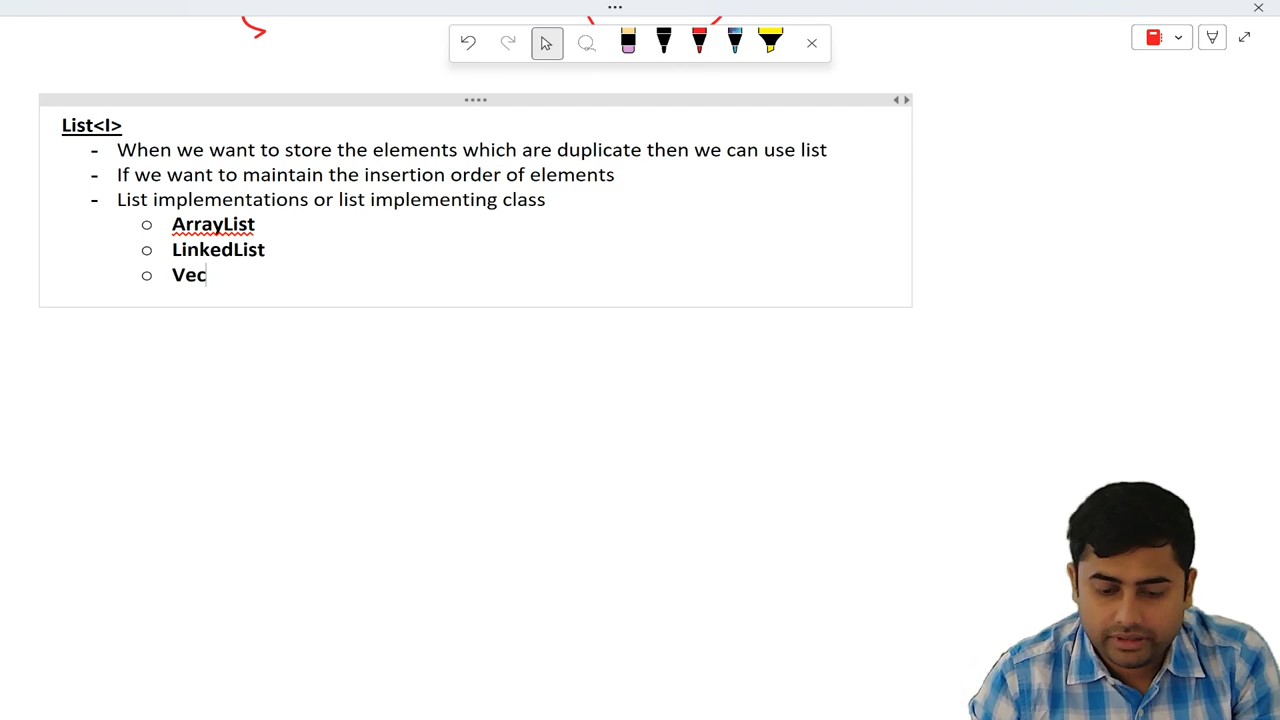 List<I>
- When we want to store the elements which are duplicate then we can use list
- If we want to maintain the insertion order of elements
- List implementations or list implementing class
○ ArrayList
○ LinkedList
○ Vec